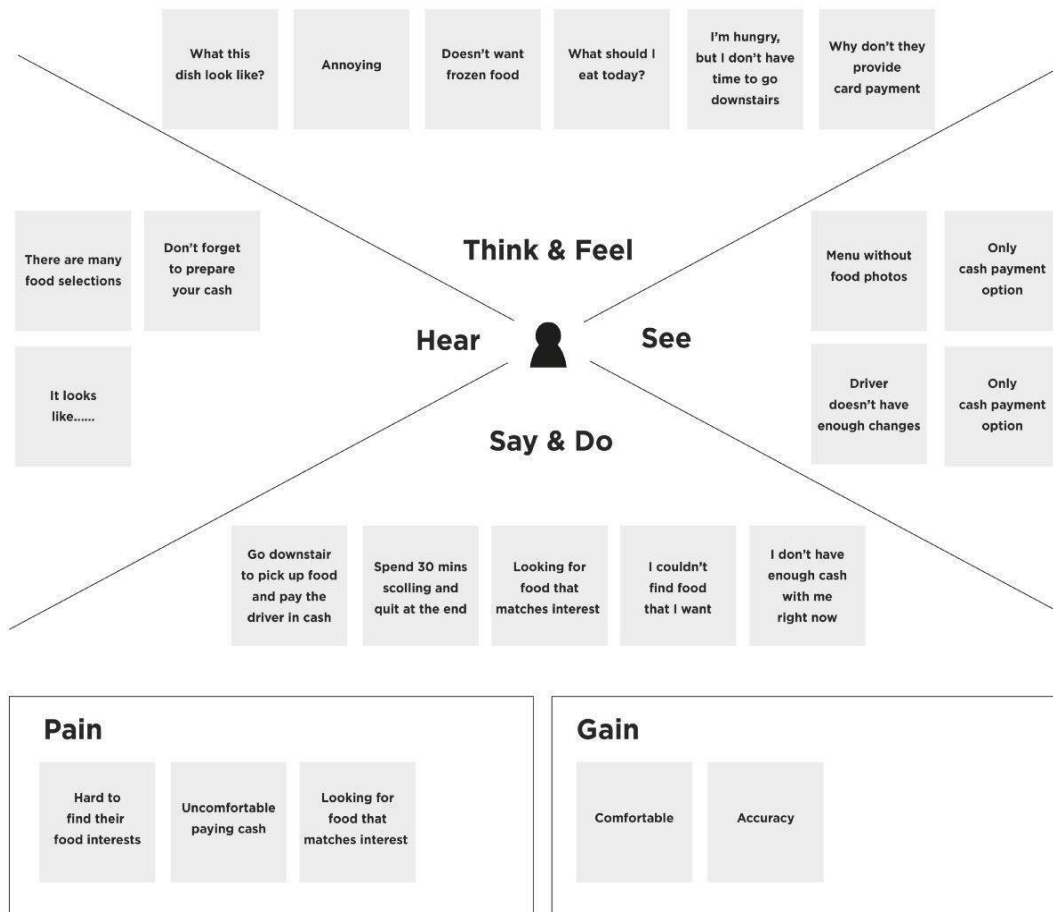 What this
dish look like?
Annoying
Doesn't want
frozen food
What should I
eat today?
I'm hungry,
but I don't have
time to go
downstairs
Why don't they
provide
card payment
Think & Feel
There are many
food selections
Don't forget
to prepare
your cash
It looks
like......
Hear
See
Menu without
food photos
Only
cash payment
option
Driver
doesn't have
enough changes
Only
cash payment
option
Say & Do
Go downstair
to pick up food
and pay the
driver in cash
Spend 30 mins
scolling and
quit at the end
Looking for
food that
matches interest
I couldn't
find food
that I want
I don't have
enough cash
with me
right now
Pain
Hard to
find their
food interests
Uncomfortable
paying cash
Looking for
food that
matches interest
Gain
Comfortable
Accuracy